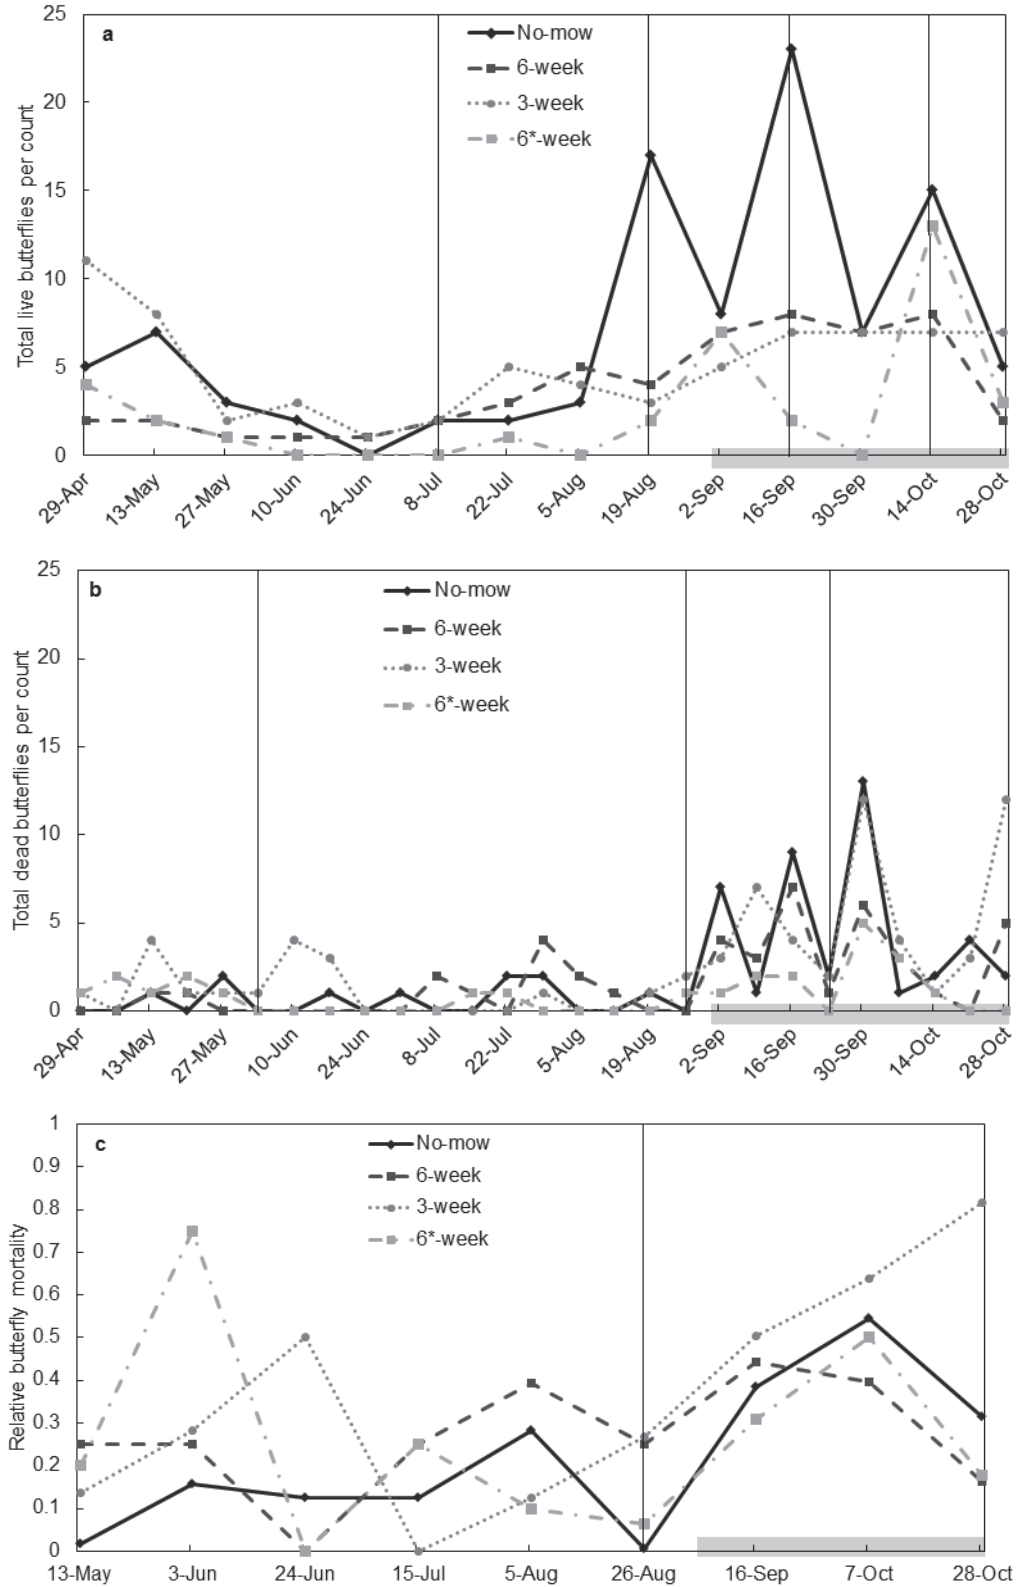 a
No-mow
6-week
3-week
6*-week
Total live butterflies per count
25
20
15
10
5
0
29-Apr
13-May
27-May
10-Jun
24-Jun
8-Jul
22-Jul
5-Aug
19-Aug
2-Sep
16-Sep
30-Sep
14-Oct
28-Oct
b
No-mow
6-week
3-week
6*-week
Total dead butterflies per count
25
20
15
10
5
0
29-Apr
13-May
27-May
10-Jun
24-Jun
8-Jul
22-Jul
5-Aug
19-Aug
2-Sep
16-Sep
30-Sep
14-Oct
28-Oct
c
No-mow
6-week
3-week
6*-week
Relative butterfly mortality
1
0.9
0.8
0.7
0.6
0.5
0.4
0.3
0.2
0.1
0
13-May
3-Jun
24-Jun
15-Jul
5-Aug
26-Aug
16-Sep
7-Oct
28-Oct